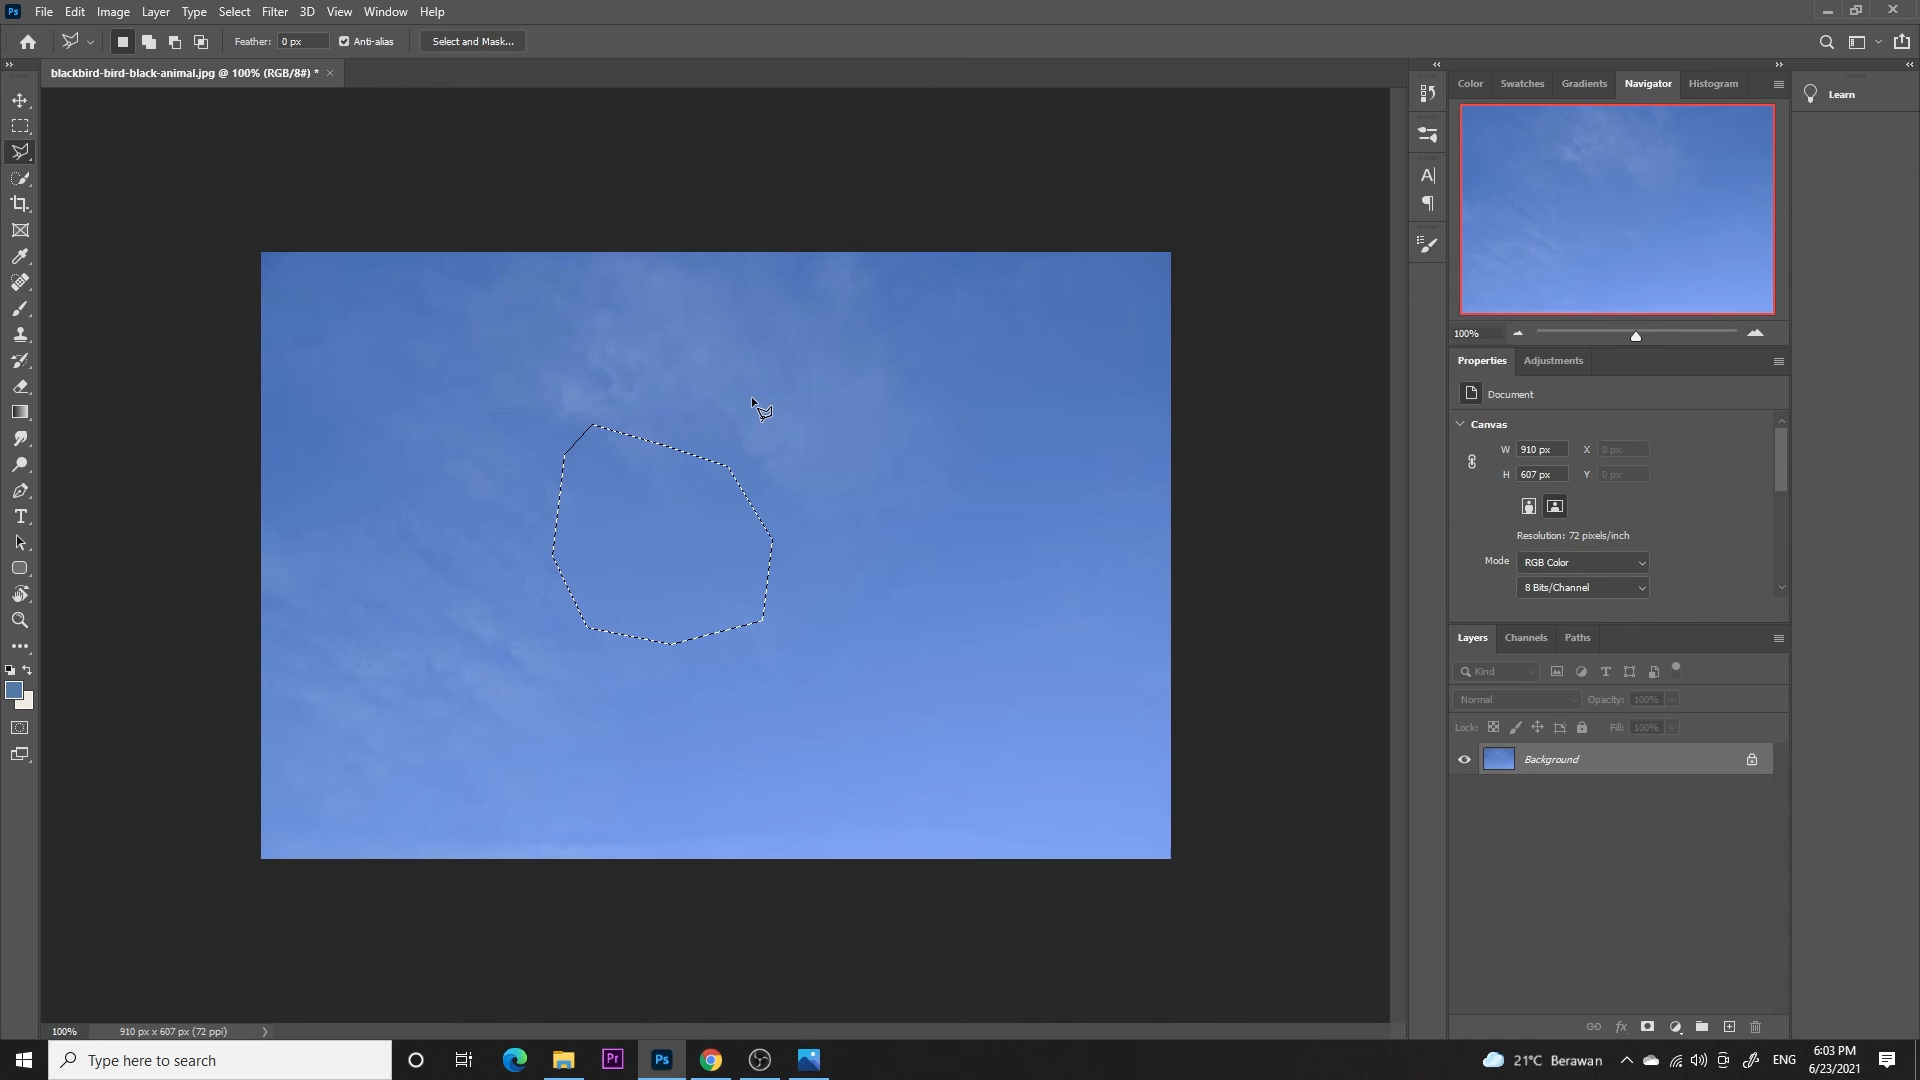 Ps File Edit Image Layer Type Select Filter 3D View Window Help
Feather: 0 px Anti-alias Select and Mask...
blackbird-bird-black-animal.jpg @ 100% (RGB/8#) * ×
Color Swatches Gradients Navigator Histogram
Learn
100%
Properties Adjustments
Document
Canvas
W 910 px X 0 px
H 607 px Y 0 px
Resolution: 72 pixels/inch
Mode RGB Color
8 Bits/Channel
Layers Channels Paths
Kind
Normal Opacity: 100%
Lock: Fill: 100%
Background
fx
100% 910 px x 607 px (72 ppi)
Type here to search
Pr Ps
21°C Berawan ENG
6:03 PM
6/23/2021